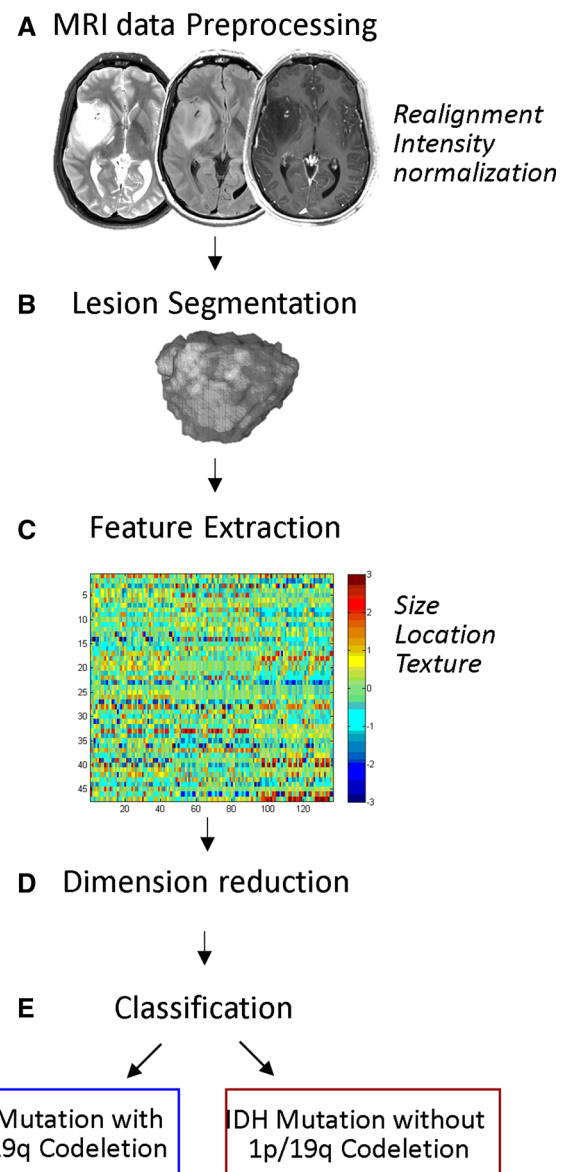 A MRI data Preprocessing
Realignment
Intensity
normalization
B Lesion Segmentation
C Feature Extraction
3
2
1
0
-1
-2
-3
5
10
15
20
25
30
35
40
45
20 40 60 80 100 120
Size
Location
Texture
D Dimension reduction
E Classification
Mutation with
9q Codeletion
IDH Mutation without
1p/19q Codeletion